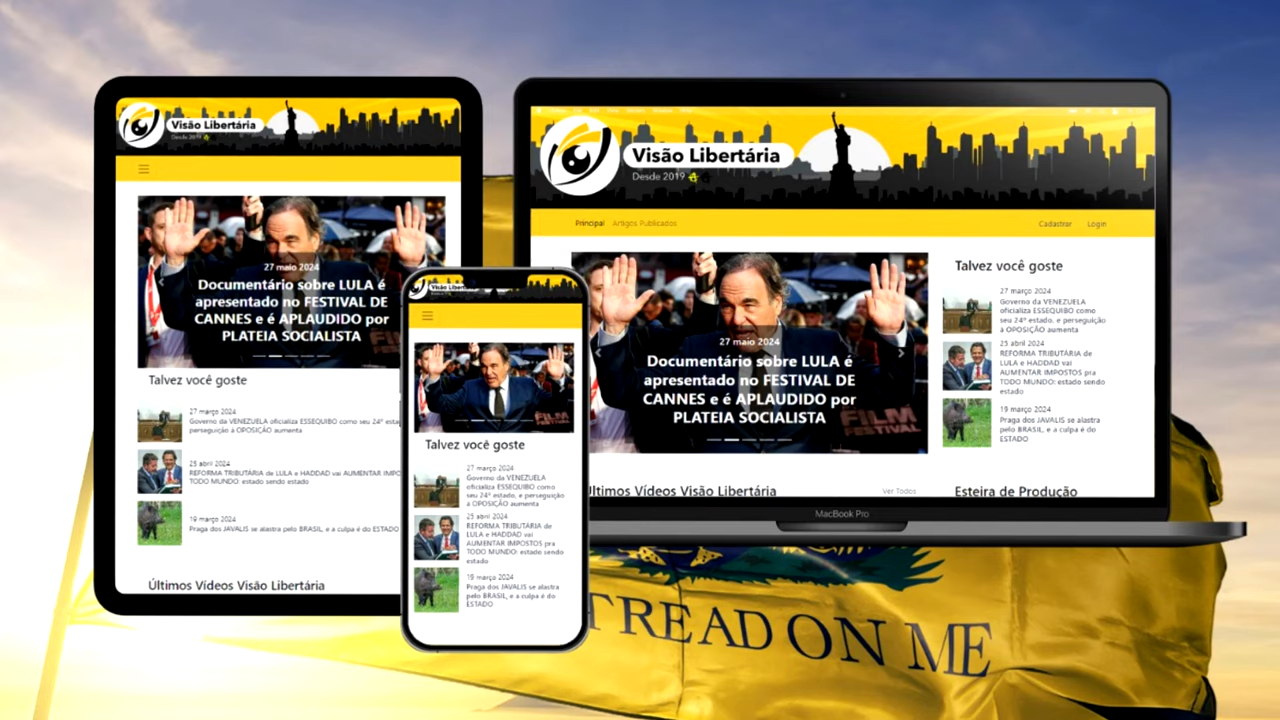 Visão Libertária
Desde 2019
27 maio 2024
Documentário sobre LULA é
apresentado no FESTIVAL DE
CANNES e é APLAUDIDO por
PLATEIA SOCIALISTA
FILM
Talvez você goste
27 março 2024
Governo da VENEZUELA oficializa ESSEQUIBO como seu 24º
perseguição a OPOSIÇÃO aumenta
25 abril 2024
REFORMA TRIBUTÁRIA de LULA e HADDAD vai AUMENTAR
TODO MUNDO: estado sendo estado
19 março 2024
Praga dos JAVALIS se alastra pelo BRASIL, e a culpa é do ESTADO
Últimos Vídeos Visão Libertária
Visão
FILM
FESTIVAL
Talvez você goste
27 março 2024
Governo da VENEZUELA
oficializa ESSEQUIBO como
seu 24º estado, e perseguição
a OPOSIÇÃO aumenta
25 abril 2024
REFORMA TRIBUTÁRIA de
LULA e HADDAD vai
AUMENTAR IMPOSTOS pra
TODO MUNDO: estado sendo
estado
19 março 2024
Praga dos JAVALIS se alastra
pelo BRASIL, e a culpa é do
ESTADO
Visão Libertária
Desde 2019
Principal Artigos Publicados Cadastrar Login
27 maio 2024
Documentário sobre LULA é
apresentado no FESTIVAL DE
CANNES e é APLAUDIDO por
PLATEIA SOCIALISTA
FILM
FESTIVAL
Talvez você goste
27 março 2024
Governo da VENEZUELA
oficializa ESSEQUIBO como
seu 24º estado, e perseguição
a OPOSIÇÃO aumenta
25 abril 2024
REFORMA TRIBUTÁRIA de
LULA e HADDAD vai
AUMENTAR IMPOSTOS pra
TODO MUNDO: estado sendo
estado
19 março 2024
Praga dos JAVALIS se alastra
pelo BRASIL, e a culpa é do
ESTADO
Últimos Vídeos Visão Libertária Ver Todos
Esteira de Produção
MacBook Pro
TREAD ON ME